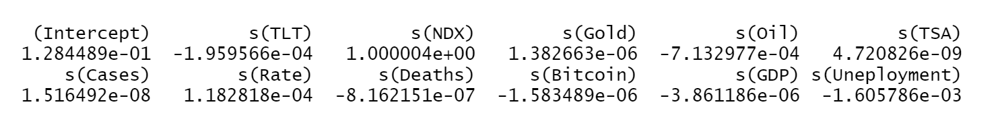 (Intercept) s(TLT) s(NDX) s(Gold) s(Oil) s(TSA)
1.284489e-01 -1.959566e-04 1.000004e+00 1.382663e-06 -7.132977e-04 4.720826e-09
s(Cases) s(Rate) s(Deaths) s(Bitcoin) s(GDP) s(Uneployment)
1.516492e-08 1.182818e-04 -8.162151e-07 -1.583489e-06 -3.861186e-06 -1.605786e-03